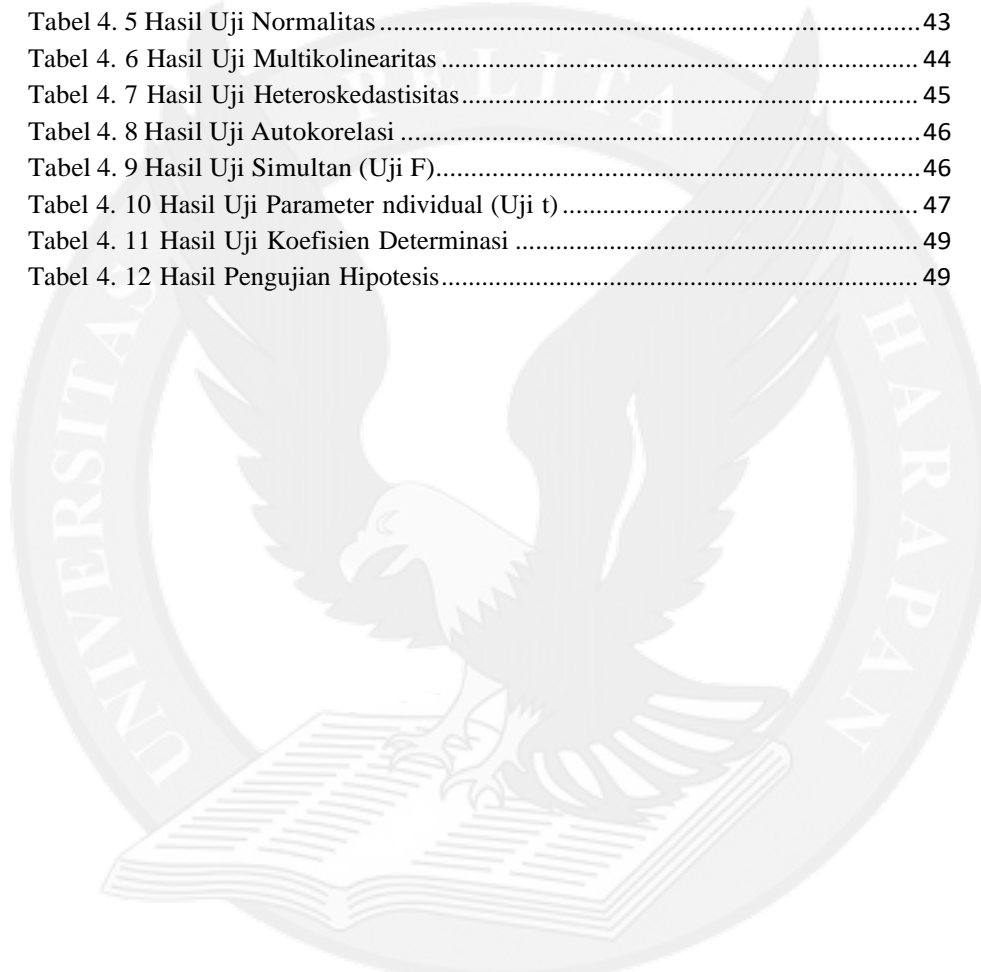 Tabel 4. 5 Hasil Uji Normalitas.......................................................................................... 43
Tabel 4. 6 Hasil Uji Multikolinearitas ................................................................................ 44
Tabel 4. 7 Hasil Uji Heteroskedastisitas............................................................................. 45
Tabel 4. 8 Hasil Uji Autokorelasi ...................................................................................... 46
Tabel 4. 9 Hasil Uji Simultan (Uji F)................................................................................. 46
Tabel 4. 10 Hasil Uji Parameter ndividual (Uji t) .............................................................. 47
Tabel 4. 11 Hasil Uji Koefisien Determinasi ..................................................................... 49
Tabel 4. 12 Hasil Pengujian Hipotesis................................................................................ 49
UNIVERSITAS PELITA HARAPAN